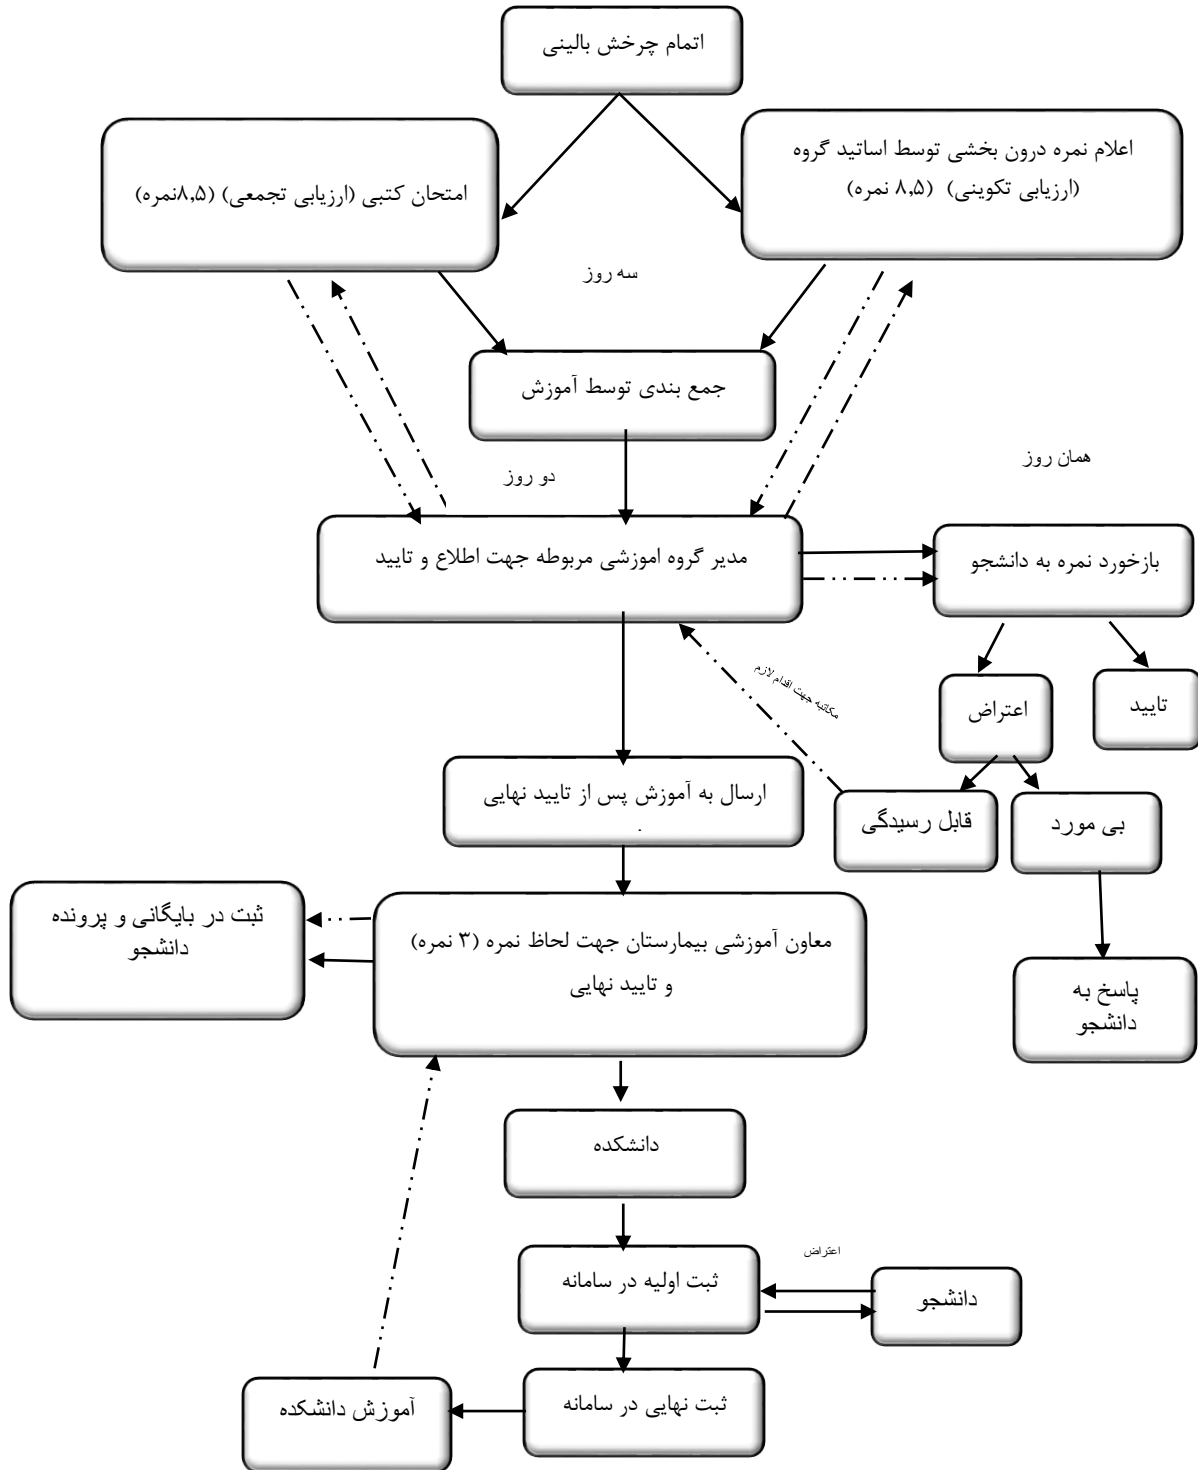 اتمام چرخش بالینی
اعلام نمره درون بخشی توسط اساتید گروه
(ارزیابی تکوینی) (۸,۵ نمره)
امتحان کتبی (ارزیابی تجمعی) (۸,۵نمره)
سه روز
جمع بندی توسط آموزش
همان روز
دو روز
مدیر گروه اموزشی مربوطه جهت اطلاع و تایید
بازخورد نمره به دانشجو
مکاتبه جهت اقدام لازم
تایید
اعتراض
ارسال به آموزش پس از تایید نهایی
.
قابل رسیدگی
بی مورد
ثبت در بایگانی و پرونده
دانشجو
معاون آموزشی بیمارستان جهت لحاظ نمره (۳ نمره)
و تایید نهایی
پاسخ به
دانشجو
دانشکده
ثبت اولیه در سامانه
اعتراض
دانشجو
ثبت نهایی در سامانه
آموزش دانشکده